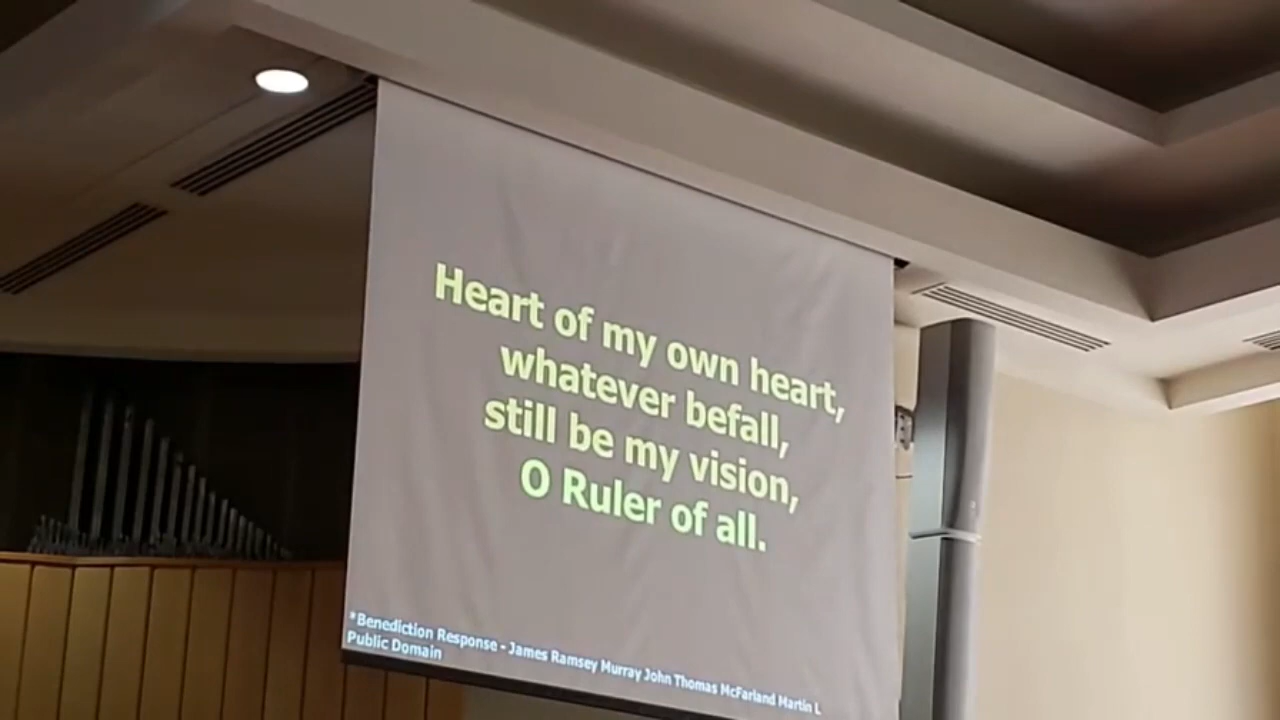 Heart of my own heart,
whatever befall,
still be my vision,
O Ruler of all.
*Benediction Response - James Ramsey Murray John Thomas McFarland Martin L
Public Domain